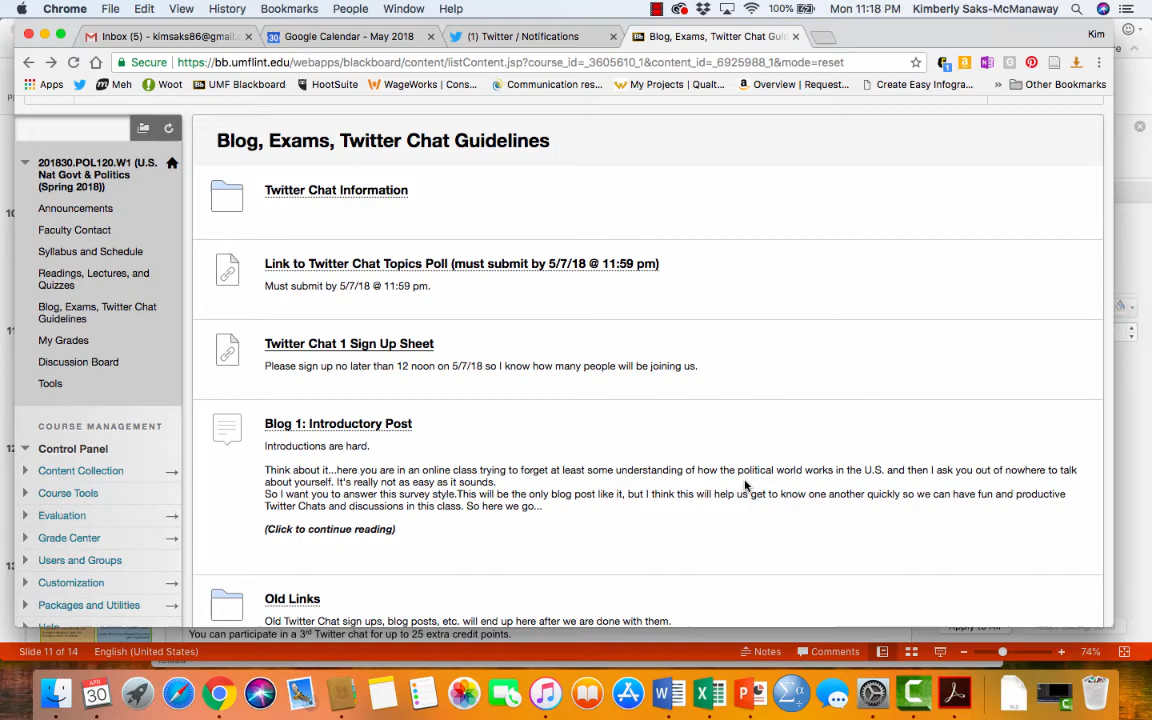 Chrome File Edit View History Bookmarks People Window Help 100% Mon 11:18 PM Kimberly Saks-McManaway
Inbox (5) - kimsaks86@gmail. Google Calendar - May 2018 (1) Twitter / Notifications Blog, Exams, Twitter Chat Guid Kim
Secure https://bb.umflint.edu/webapps/blackboard/content/listContent.jsp?course_id=_3605610_1&content_id=_6925988_1&mode=reset
Apps Meh Woot UMF Blackboard HootSuite WageWorks | Cons... Communication res... My Projects | Qualt... Overview | Request... Create Easy Infogra... » Other Bookmarks
Blog, Exams, Twitter Chat Guidelines
201830.POL120.W1 (U.S.
Nat Govt & Politics
(Spring 2018))
Announcements
Faculty Contact
Syllabus and Schedule
Readings, Lectures, and
Quizzes
Blog, Exams, Twitter Chat
Guidelines
My Grades
Discussion Board
Tools
COURSE MANAGEMENT
Control Panel
Content Collection
Course Tools
Evaluation
Grade Center
Users and Groups
Customization
Packages and Utilities
Help
Twitter Chat Information
Link to Twitter Chat Topics Poll (must submit by 5/7/18 @ 11:59 pm)
Must submit by 5/7/18 @ 11:59 pm.
Twitter Chat 1 Sign Up Sheet
Please sign up no later than 12 noon on 5/7/18 so I know how many people will be joining us.
Blog 1: Introductory Post
Introductions are hard.
Think about it...here you are in an online class trying to forget at least some understanding of how the political world works in the U.S. and then I ask you out of nowhere to talk
about yourself. It's really not as easy as it sounds.
So I want you to answer this survey style.This will be the only blog post like it, but I think this will help us get to know one another quickly so we can have fun and productive
Twitter Chats and discussions in this class. So here we go...
(Click to continue reading)
Old Links
Old Twitter Chat sign ups, blog posts, etc. will end up here after we are done with them.
You can participate in a 3rd Twitter chat for up to 25 extra credit points.
Slide 11 of 14 English (United States) Notes Comments 74%
APR
30